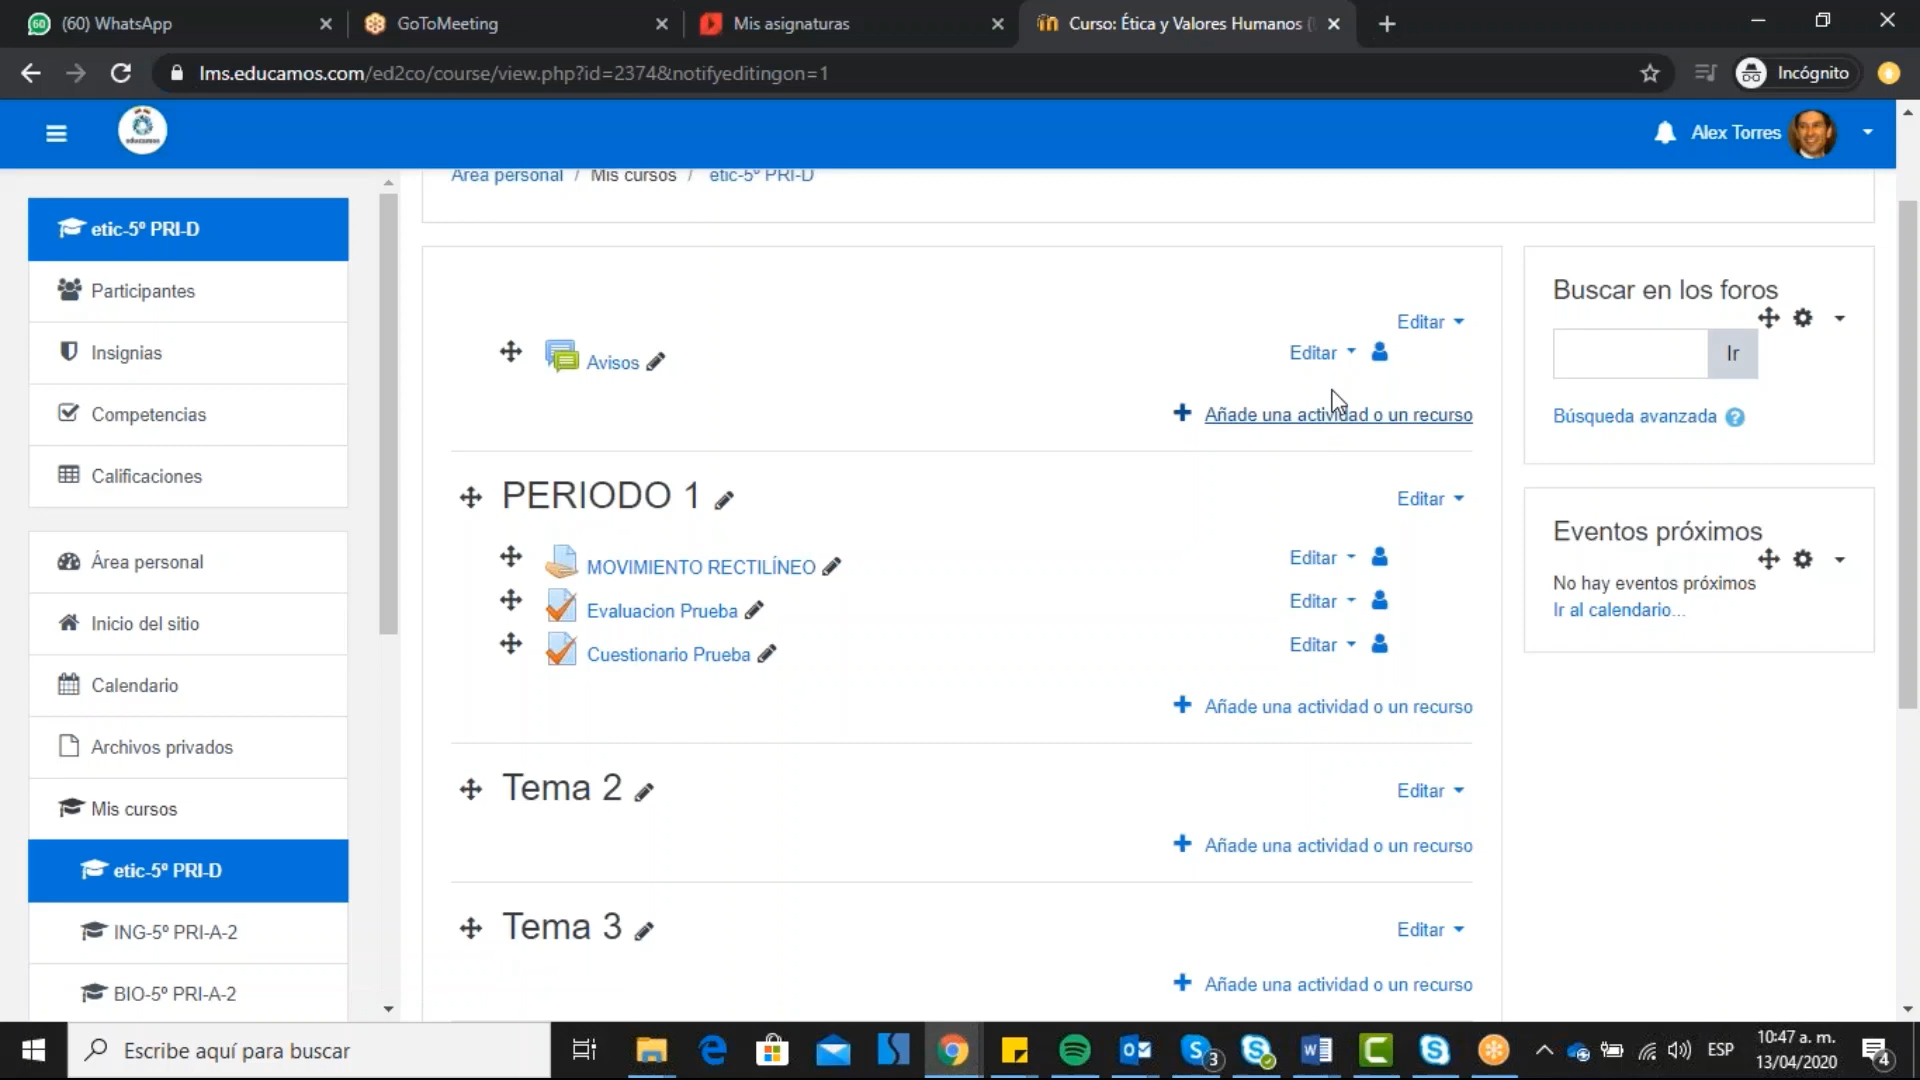 (60) WhatsApp
GoToMeeting
Mis asignaturas
Curso: Ética y Valores Humanos (
lms.educamos.com/ed2co/course/view.php?id=2374&notifyeditingon=1
Incógnito
educamos
Alex Torres
Área personal / Mis cursos / etic-5º PRI-D
etic-5º PRI-D
Participantes
Insignias
Competencias
Calificaciones
Área personal
Inicio del sitio
Calendario
Archivos privados
Mis cursos
etic-5º PRI-D
ING-5º PRI-A-2
BIO-5º PRI-A-2
Editar
Avisos
Editar
Añade una actividad o un recurso
PERIODO 1
Editar
MOVIMIENTO RECTILÍNEO
Editar
Evaluacion Prueba
Editar
Cuestionario Prueba
Editar
Añade una actividad o un recurso
Tema 2
Editar
Añade una actividad o un recurso
Tema 3
Editar
Añade una actividad o un recurso
Buscar en los foros
Ir
Búsqueda avanzada
Eventos próximos
No hay eventos próximos
Ir al calendario...
Escribe aquí para buscar
3
ESP
10:47 a. m.
13/04/2020
4